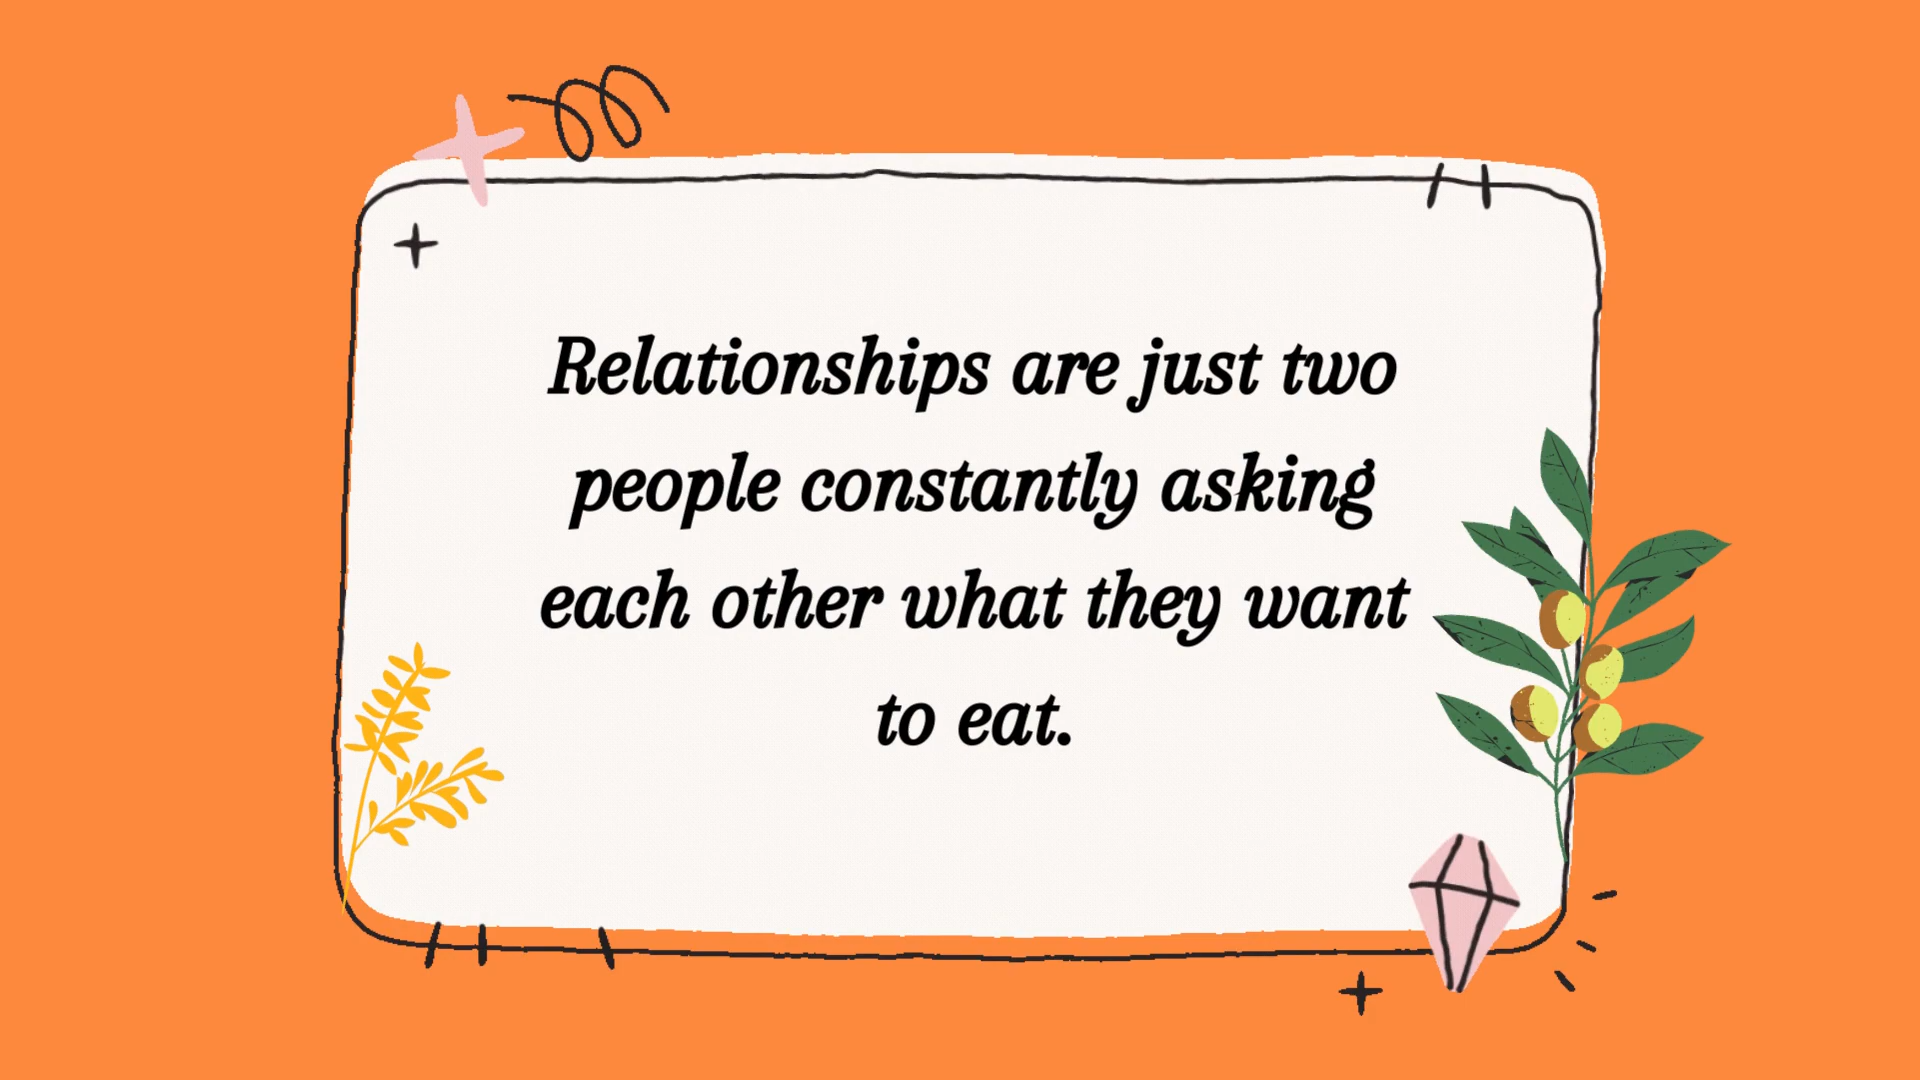 Relationships are just two
people constantly asking
each other what they want
to eat.